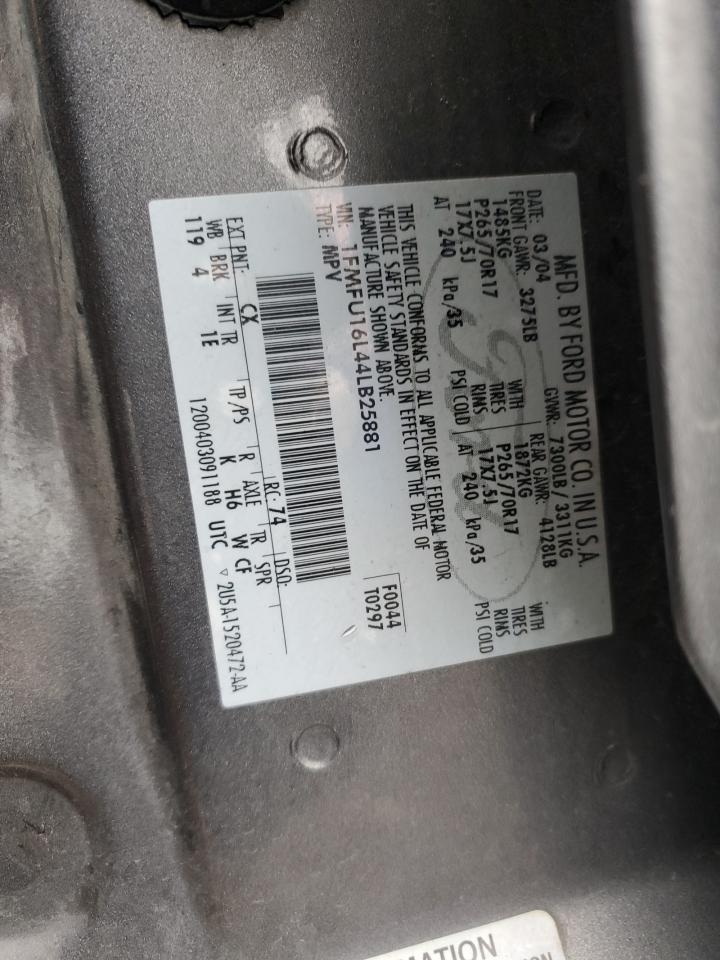 MFD. BY FORD MOTOR CO. IN U.S.A.
DATE: 03/04 GVWR: 7300LB/ 3311KG
FRONT GAWR: 3275LB REAR GAWR: 4128LB
1485KG WITH 1872KG WITH
P265/70R17 TIRES P265/70R17 TIRES
17X7.5J RIMS 17X7.5J RIMS
AT 240 kPa/35 PSI COLD AT 240 kPa/35 PSI COLD
THIS VEHICLE CONFORMS TO ALL APPLICABLE FEDERAL MOTOR
VEHICLE SAFETY STANDARDS IN EFFECT ON THE DATE OF
MANUFACTURE SHOWN ABOVE.
VIN: 1FMFU16L44LB25881
TYPE: MPV
F0044
T0297
EXT PNT: CX RC: 74 DSO:
WB BRK INT TR TP/PS R AXLE TR SPR
119 4 1E K H6 W CF
1200403091188 UTC ▽ 2U5A-1520472-AA
MATION